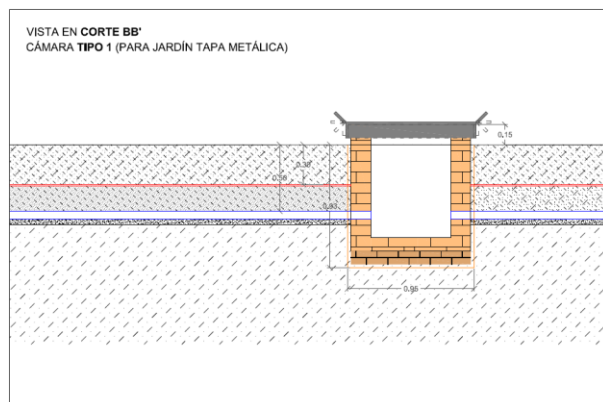 VISTA EN CORTE BB'
CÁMARA TIPO 1 (PARA JARDÍN TAPA METÁLICA)
0.15
0.30
0.50
0.93
0.95